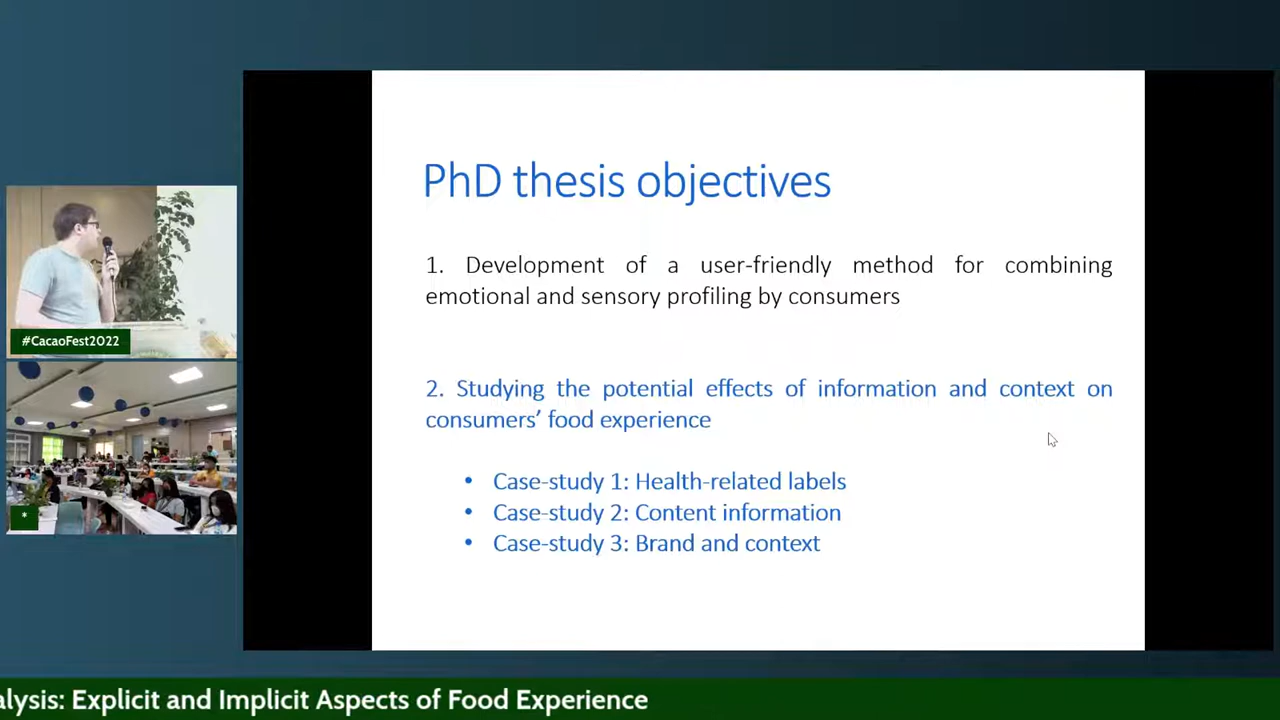 PhD thesis objectives
1. Development of a user-friendly method for combining
emotional and sensory profiling by consumers
2. Studying the potential effects of information and context on
consumers’ food experience
• Case-study 1: Health-related labels
• Case-study 2: Content information
• Case-study 3: Brand and context
#CacaoFest2022
*
alysis: Explicit and Implicit Aspects of Food Experience